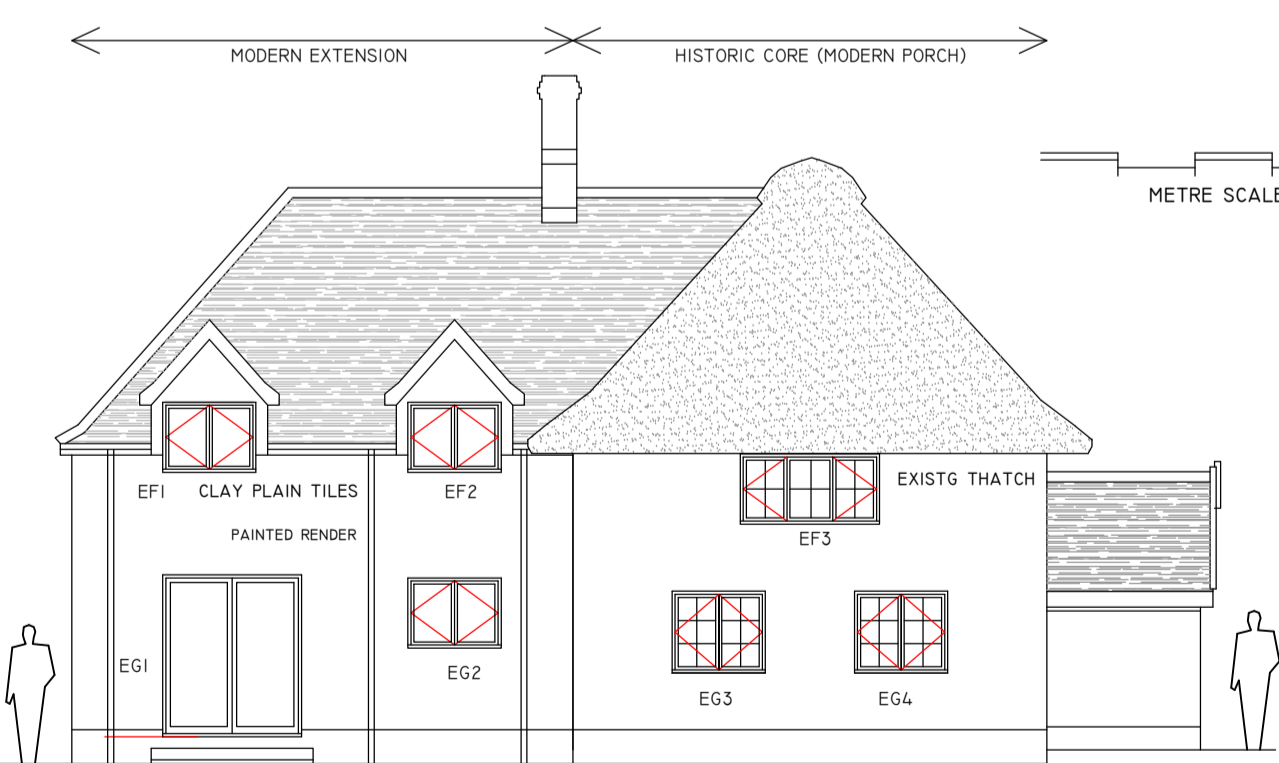 MODERN EXTENSION
HISTORIC CORE (MODERN PORCH)
METRE SCALE
EF1
CLAY PLAIN TILES
EF2
EXISTG THATCH
PAINTED RENDER
EF3
EG1
EG2
EG3
EG4